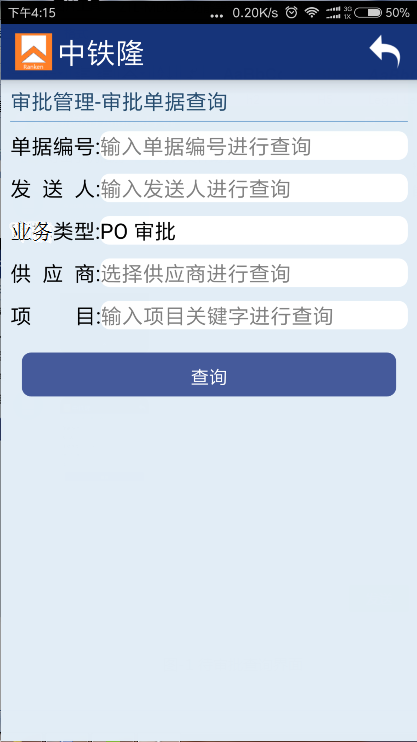 下午4:15 ... 0.20K/s 3G 1X 50%
中铁隆
审批管理-审批单据查询
单据编号:输入单据编号进行查询
发 送 人:输入发送人进行查询
业务类型:PO 审批
供 应 商:选择供应商进行查询
项 目:输入项目关键字进行查询
查询